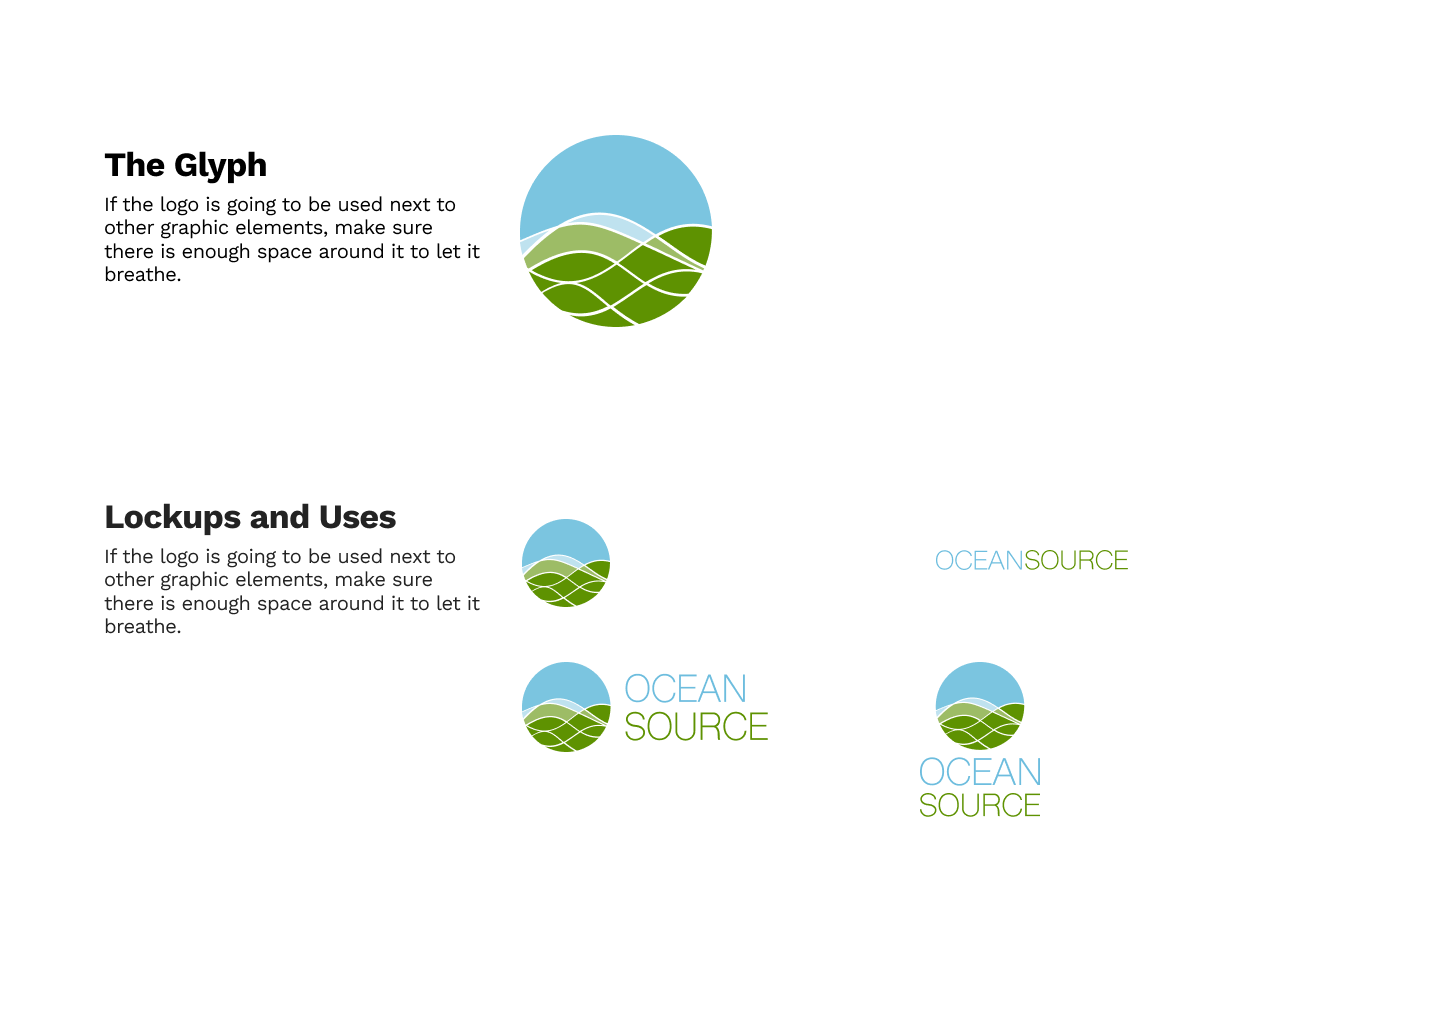 The Glyph
If the logo is going to be used next to
other graphic elements, make sure
there is enough space around it to let it
breathe.
Lockups and Uses
If the logo is going to be used next to
other graphic elements, make sure
there is enough space around it to let it
breathe.
OCEANSOURCE
OCEAN
SOURCE
OCEAN
SOURCE